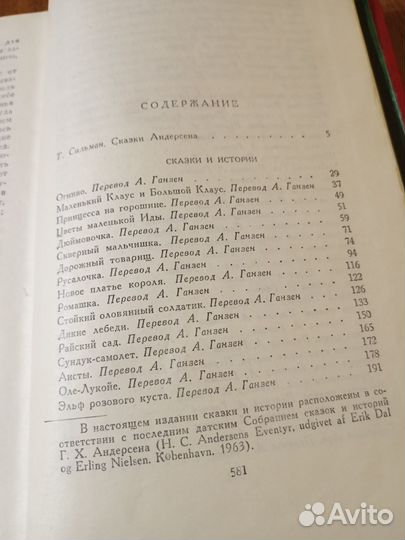 СОДЕРЖАНИЕ
Т. Сильман. Сказки Андерсена . . . . . . . . . . 5
СКАЗКИ И ИСТОРИИ
Огниво. Перевод А. Ганзен . . . . . . . . . . 29
Маленький Клаус и Большой Клаус. Перевод А. Ганзен 37
Принцесса на горошине. Перевод А. Ганзен . . . . . 49
Цветы маленькой Иды. Перевод А. Ганзен . . . . . 51
Дюймовочка. Перевод А. Ганзен . . . . . . . . 59
Скверный мальчишка. Перевод А. Ганзен . . . . . 71
Дорожный товарищ. Перевод А. Ганзен . . . . . . 74
Русалочка. Перевод А. Ганзен . . . . . . . . 94
Новое платье короля. Перевод А. Ганзен . . . . . 116
Ромашка. Перевод А. Ганзен . . . . . . . . . 122
Стойкий оловянный солдатик. Перевод А. Ганзен . . . 126
Дикие лебеди. Перевод А. Ганзен . . . . . . . 133
Райский сад. Перевод А. Ганзен . . . . . . . . 150
Сундук-самолет. Перевод А. Ганзен . . . . . . . 165
Аисты. Перевод А. Ганзен . . . . . . . . . . 172
Оле-Лукойе. Перевод А. Ганзен . . . . . . . . 178
Эльф розового куста. Перевод А. Ганзен . . . . . 191
В настоящем издании сказки и истории расположены в со-
ответствии с последним датским Собранием сказок и историй
Г. Х. Андерсена (H. C. Andersens Eventyr, udgivet af Erik Dal
og Erling Nielsen. København, 1963).
581
Avito